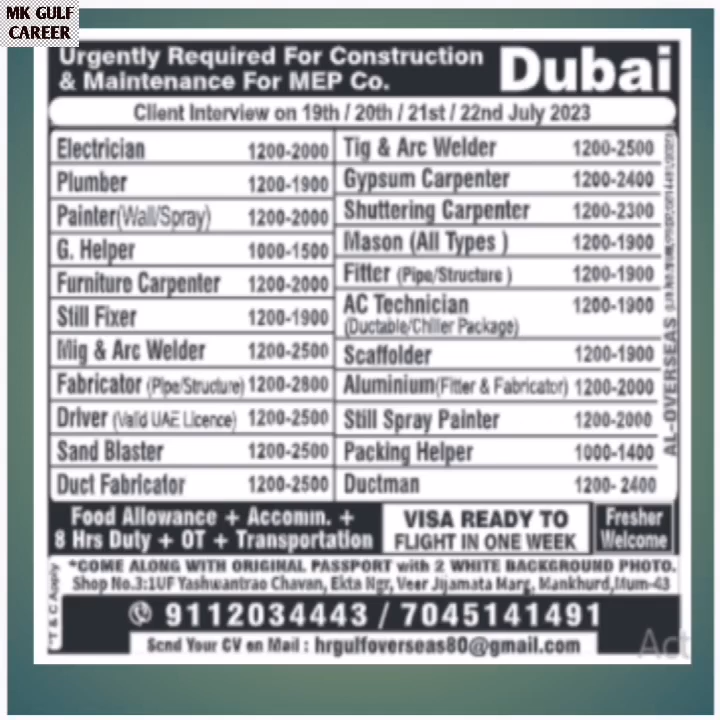 MK GULF
CAREER
Urgently Required For Construction
& Maintenance For MEP Co.
Dubai
Client Interview on 19th / 20th / 21st / 22nd July 2023
Electrician 1200-2000
Plumber 1200-1900
Painter(Wall/Spray) 1200-2000
G. Helper 1000-1500
Furniture Carpenter 1200-2000
Still Fixer 1200-1900
Mig & Arc Welder 1200-2500
Fabricator (Pipe/Structure) 1200-2800
Driver (Valid UAE Licence) 1200-2500
Sand Blaster 1200-2500
Duct Fabricator 1200-2500
Tig & Arc Welder 1200-2500
Gypsum Carpenter 1200-2400
Shuttering Carpenter 1200-2300
Mason (All Types ) 1200-1900
Fitter (Pipe/Structure ) 1200-1900
AC Technician 1200-1900
(Ductable/Chiller Package)
Scaffolder 1200-1900
Aluminium(Fitter & Fabricator) 1200-2000
Still Spray Painter 1200-2000
Packing Helper 1000-1400
Ductman 1200- 2400
AL-OVERSEAS
Food Allowance + Accomm. +
8 Hrs Duty + OT + Transportation
VISA READY TO
FLIGHT IN ONE WEEK
Fresher
Welcome
*T & C Apply
*COME ALONG WITH ORIGINAL PASSPORT with 2 WHITE BACKGROUND PHOTO.
Shop No.3:1UF Yashwantrao Chavan, Ekta Ngr, Veer Jijamata Marg, Mankhurd,Mum-43
9112034443 / 7045141491
Send Your CV on Mail : hrgulfoverseas80@gmail.com
Act